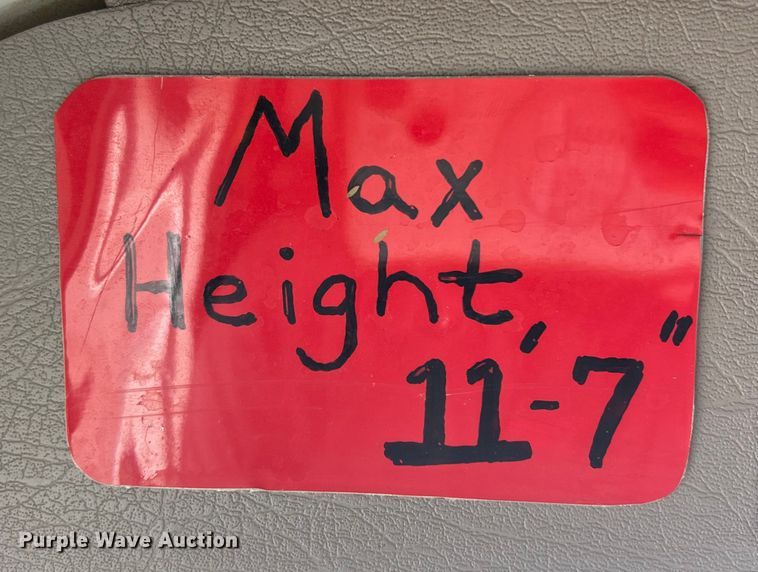 Max
Height
11'-7"
Purple Wave Auction